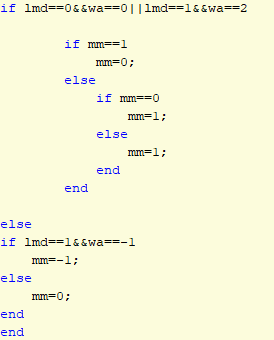 if lmd==0&&wa==0||lmd==1&&wa==2
if mm==1
mm=0;
else
if mm==0
mm=1;
else
mm=1;
end
end
else
if lmd==1&&wa==-1
mm=-1;
else
mm=0;
end
end